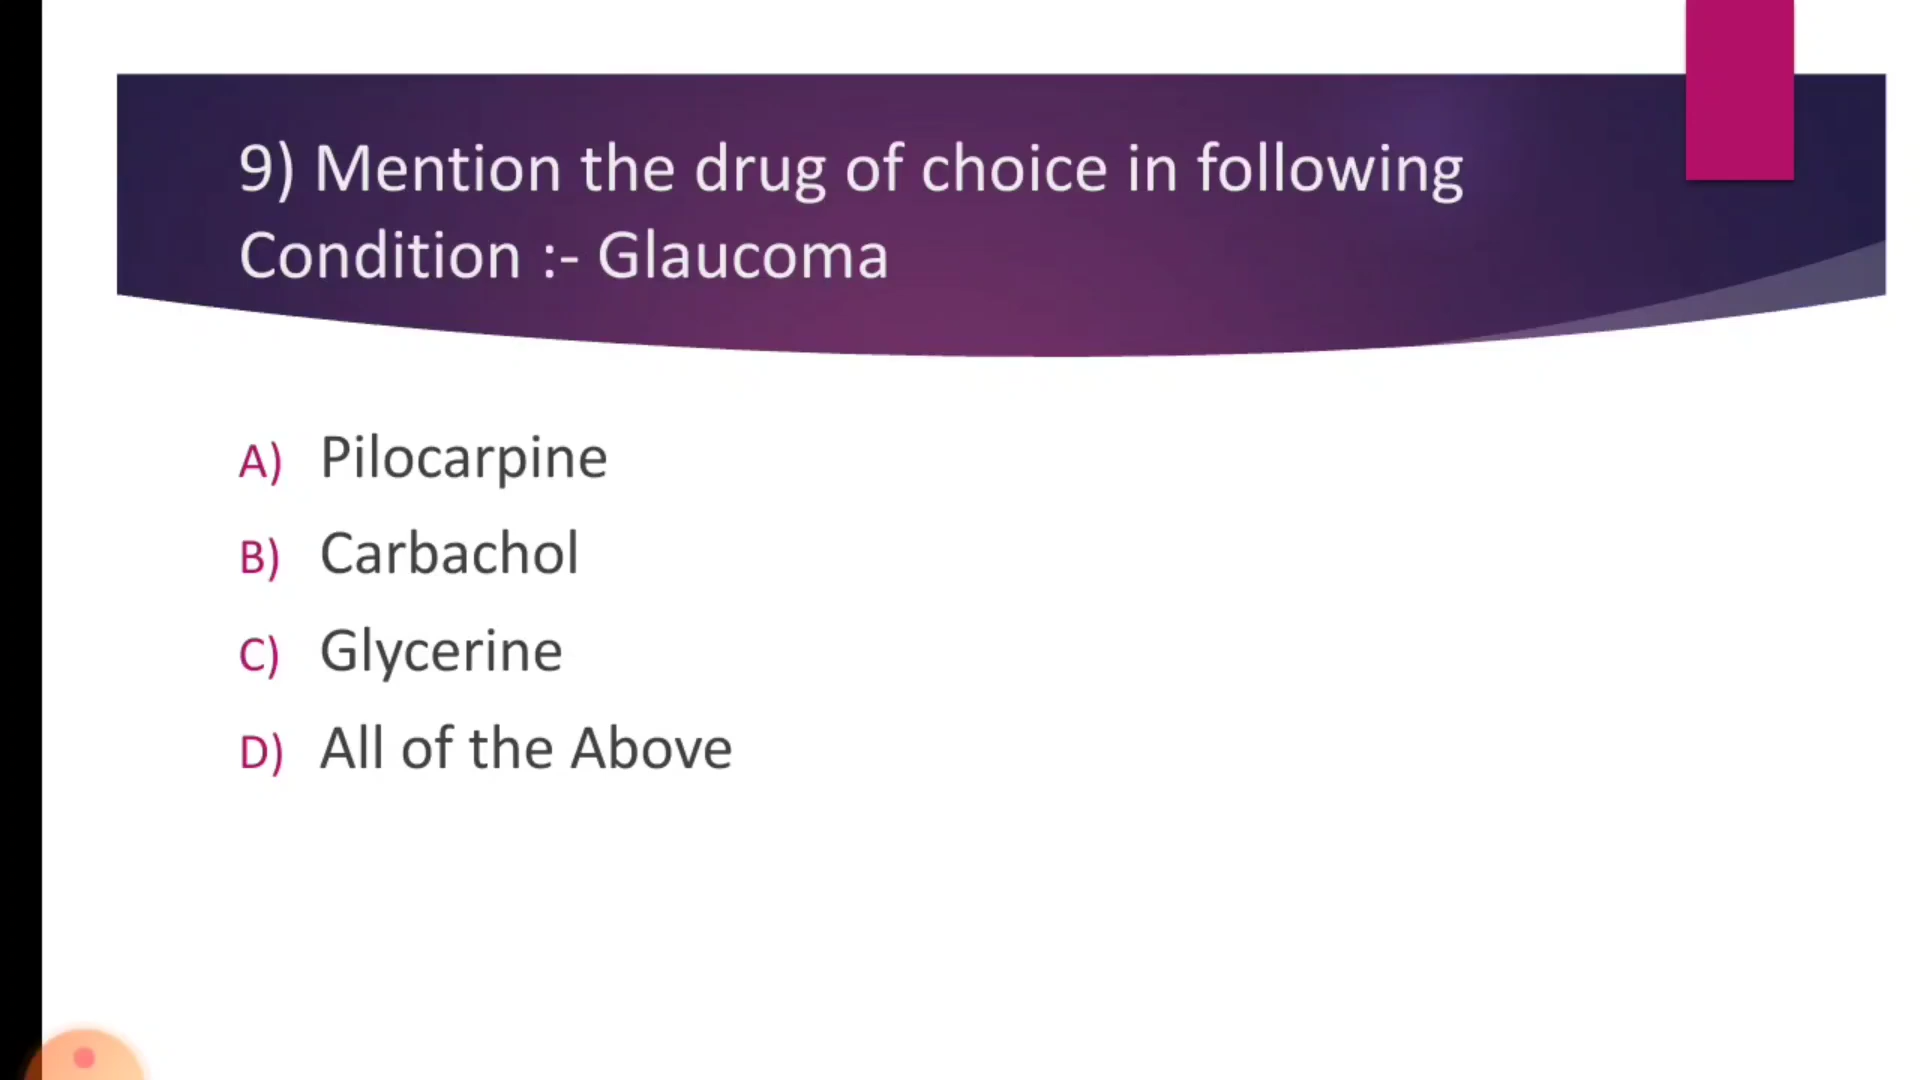 9) Mention the drug of choice in following
Condition :- Glaucoma
A) Pilocarpine
B) Carbachol
C) Glycerine
D) All of the Above